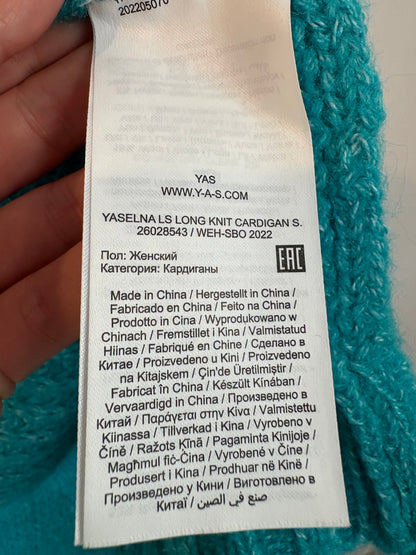 202205070
YAS
WWW.Y-A-S.COM
YASELNA LS LONG KNIT CARDIGAN S.
26028543 / WEH-SBO 2022
Пол: Женский
Категория: Кардиганы
EAC
Made in China / Hergestellt in China /
Fabricado en China / Feito na China /
Prodotto in Cina / Wyprodukowano w
Chinach / Fremstillet i Kina / Valmistatud
Hiinas / Fabriqué en Chine / Сделано в
Китае / Proizvedeno u Kini / Proizvedeno
na Kitajskem / Çin'de Üretilmiştir /
Fabricat în China / Készült Kínában /
Vervaardigd in China / Произведено в
Китай / Παράγεται στην Κίνα / Valmistettu
Kiinassa / Tillverkad i Kina / Vyrobeno v
Číně / Ražots Ķīnā / Pagaminta Kinijoje /
Magħmul fiċ-Ċina / Vyrobené v Číne /
Produsert i Kina / Prodhuar në Kinë /
Произведено у Кини / Виготовлено в
Китаї / صنع في الصين